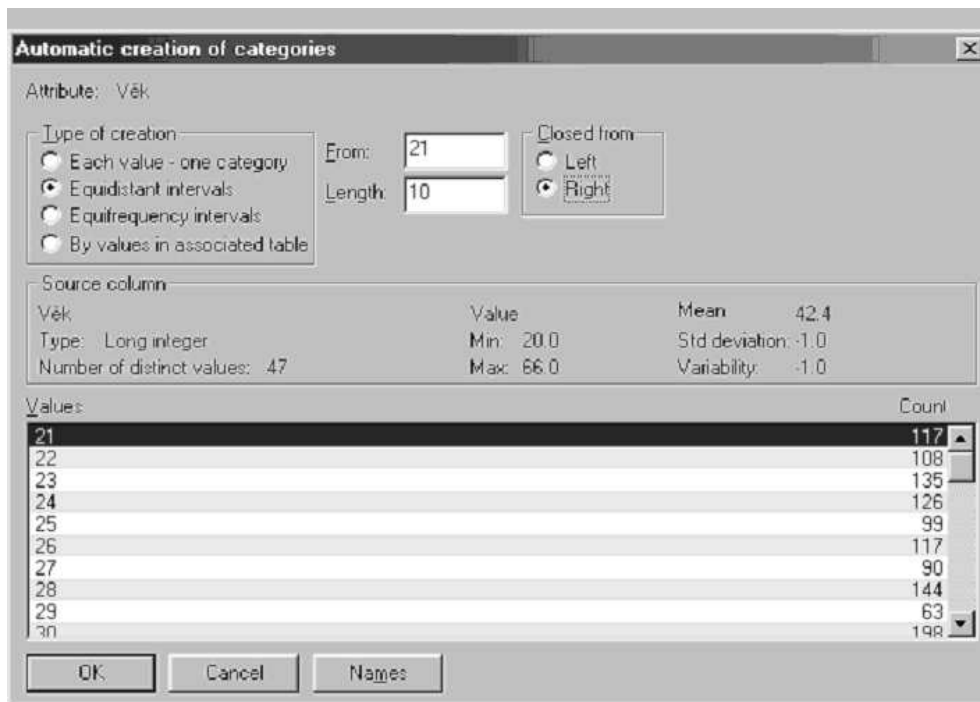 Automatic creation of categories
Attribute: Věk
Type of creation
Each value - one category
Equidistant intervals
Equifrequency intervals
By values in associated table
From: 21
Length: 10
Closed from
Left
Right
Source column
Věk
Type: Long integer
Number of distinct values: 47
Value
Min: 20.0
Max: 66.0
Mean 42.4
Std deviation: -1.0
Variability: -1.0
Values Count
21 117
22 108
23 135
24 126
25 99
26 117
27 90
28 144
29 63
30 198
OK Cancel Names